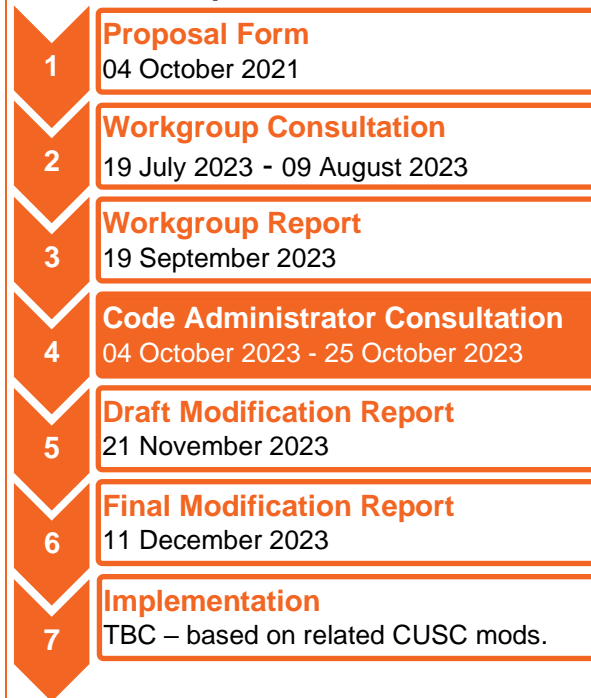 1
Proposal Form
04 October 2021
2
Workgroup Consultation
19 July 2023 - 09 August 2023
3
Workgroup Report
19 September 2023
4
Code Administrator Consultation
04 October 2023 - 25 October 2023
5
Draft Modification Report
21 November 2023
6
Final Modification Report
11 December 2023
7
Implementation
TBC – based on related CUSC mods.